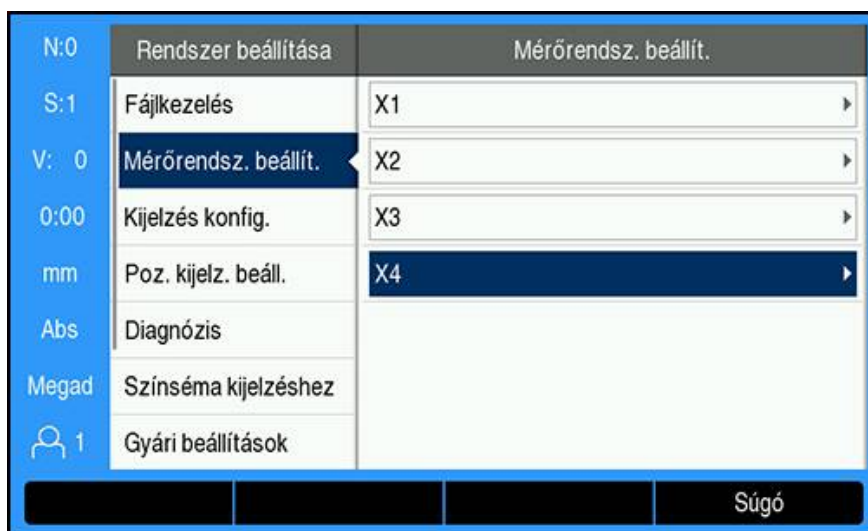 N:0
S:1
V: 0
0:00
mm
Abs
Megad
1
Rendszer beállítása
Fájlkezelés
Mérőrendsz. beállít.
Kijelzés konfig.
Poz. kijelz. beáll.
Diagnózis
Színséma kijelzéshez
Gyári beállítások
Mérőrendsz. beállít.
X1
X2
X3
X4
Súgó